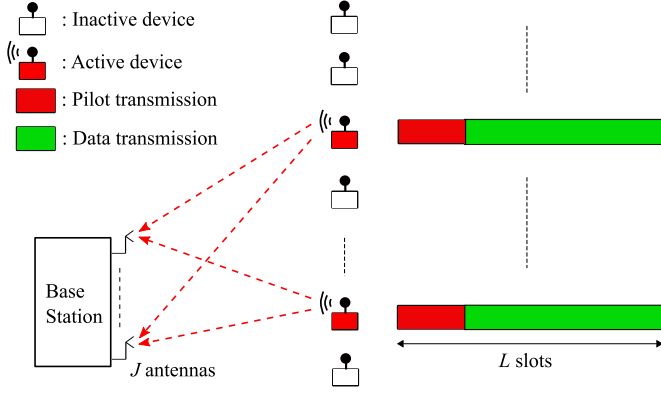 : Inactive device
: Active device
: Pilot transmission
: Data transmission
Base
Station
J antennas
L slots